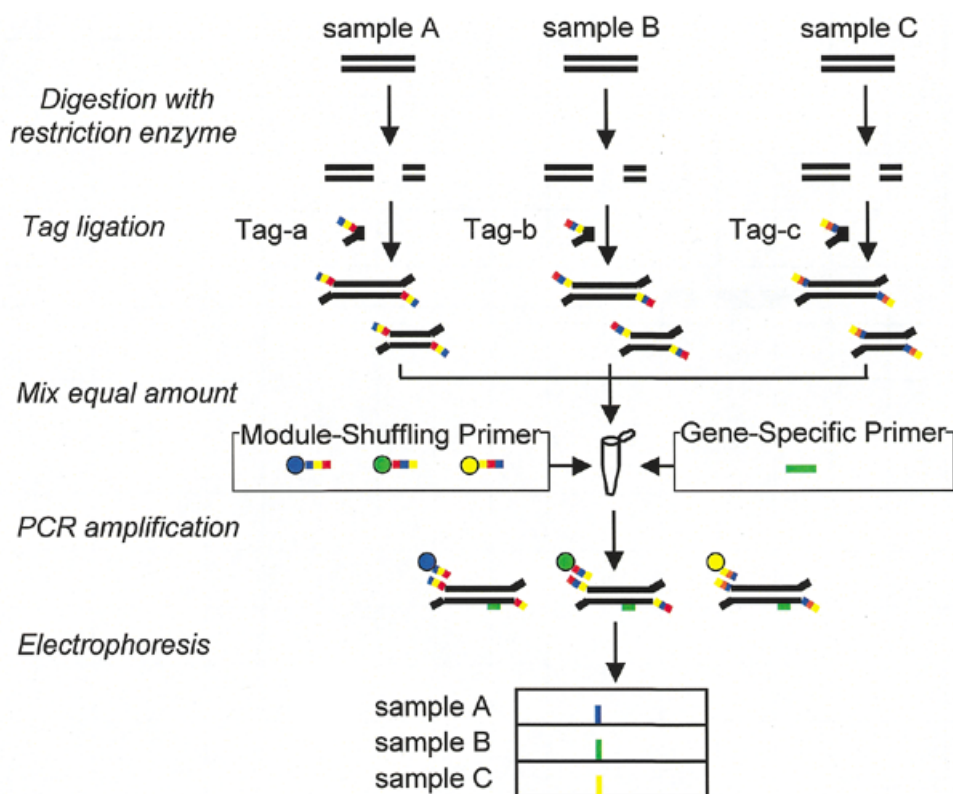 sample A
sample B
sample C
Digestion with
restriction enzyme
Tag ligation
Tag-a
Tag-b
Tag-c
Mix equal amount
Module-Shuffling Primer
Gene-Specific Primer
PCR amplification
Electrophoresis
sample A
sample B
sample C